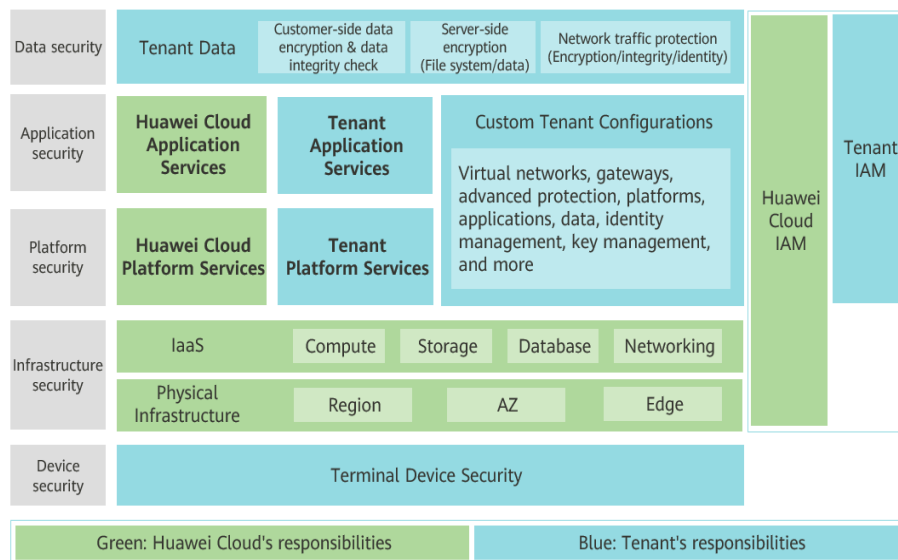 Data security
Tenant Data
Customer-side data
encryption & data
integrity check
Server-side
encryption
(File system/data)
Network traffic protection
(Encryption/integrity/identity)
Application
security
Huawei Cloud
Application
Services
Tenant
Application
Services
Custom Tenant Configurations
Virtual networks, gateways,
advanced protection, platforms,
applications, data, identity
management, key management,
and more
Platform
security
Huawei Cloud
Platform Services
Tenant
Platform Services
Huawei
Cloud
IAM
Tenant
IAM
Infrastructure
security
IaaS
Compute
Storage
Database
Networking
Physical
Infrastructure
Region
AZ
Edge
Device
security
Terminal Device Security
Green: Huawei Cloud's responsibilities
Blue: Tenant's responsibilities